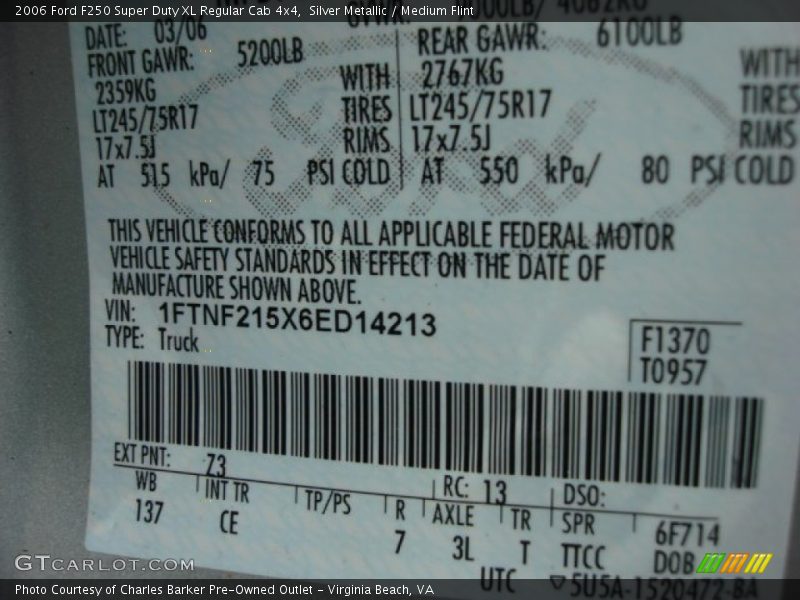 2006 Ford F250 Super Duty XL Regular Cab 4x4, Silver Metallic / Medium Flint
DATE: 03/06
FRONT GAWR: 5200LB REAR GAWR: 6100LB
2359KG WITH 2767KG WITH
LT245/75R17 TIRES LT245/75R17 TIRES
17x7.5J RIMS 17x7.5J RIMS
AT 515 kPa/ 75 PSI COLD AT 550 kPa/ 80 PSI COLD
Ford
THIS VEHICLE CONFORMS TO ALL APPLICABLE FEDERAL MOTOR
VEHICLE SAFETY STANDARDS IN EFFECT ON THE DATE OF
MANUFACTURE SHOWN ABOVE.
VIN: 1FTNF215X6ED14213
TYPE: Truck
F1370
T0957
EXT PNT: Z3 RC: 13 DSO:
WB INT TR TP/PS R AXLE TR SPR 6F714
137 CE 7 3L T TTCC D0B
UTC ▽5U5A-1520472-BA
GTCARLOT.COM
Photo Courtesy of Charles Barker Pre-Owned Outlet - Virginia Beach, VA